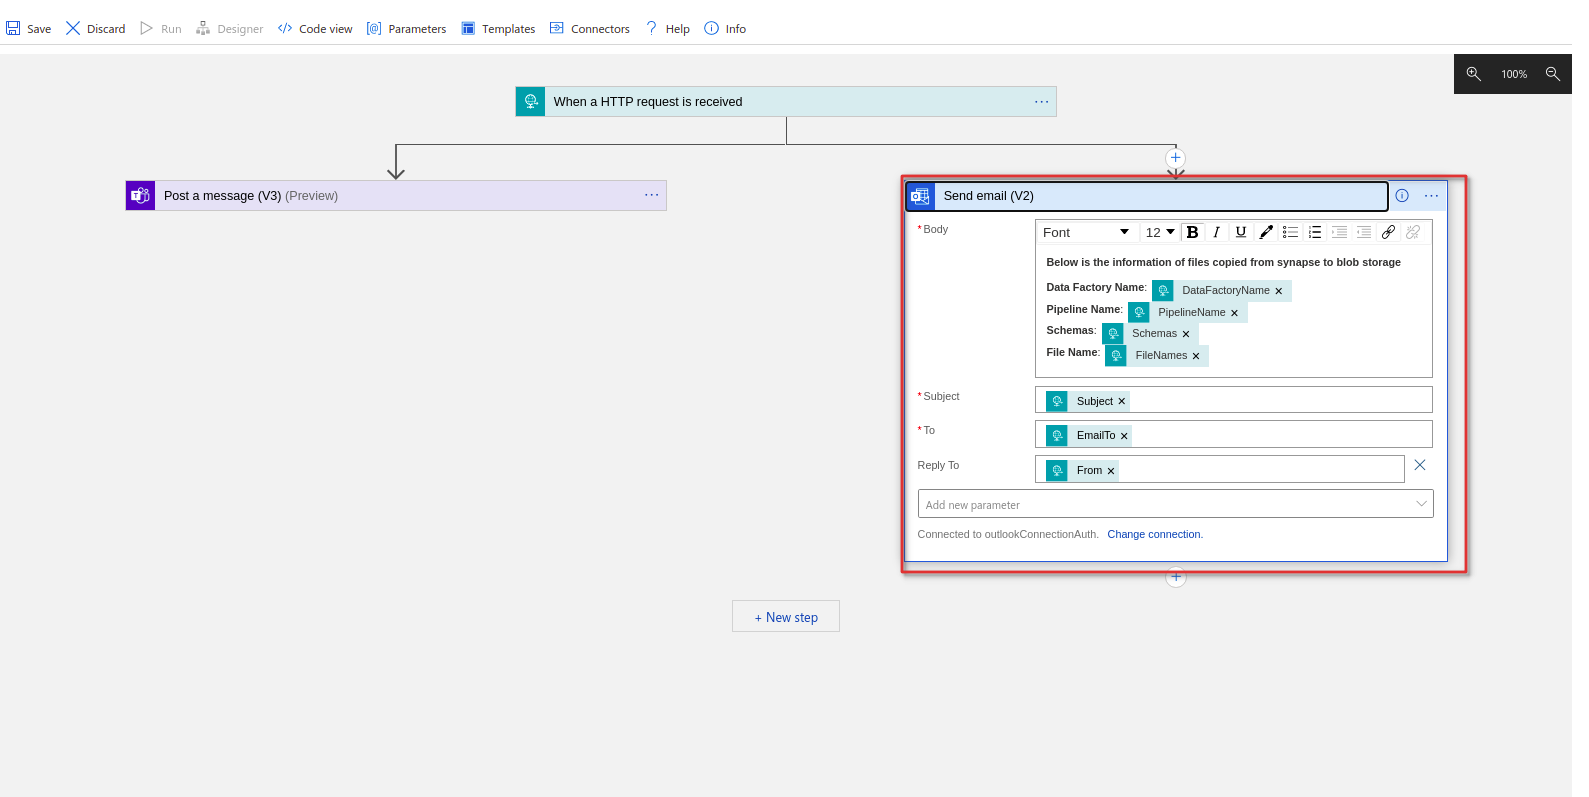 Save Discard Run Designer Code view Parameters Templates Connectors Help Info
100%
When a HTTP request is received
Post a message (V3) (Preview)
Send email (V2)
* Body
Font 12 B I U
Below is the information of files copied from synapse to blob storage
Data Factory Name: DataFactoryName ×
Pipeline Name: PipelineName ×
Schemas: Schemas ×
File Name: FileNames ×
* Subject
Subject ×
* To
EmailTo ×
Reply To
From ×
Add new parameter
Connected to outlookConnectionAuth. Change connection.
+ New step